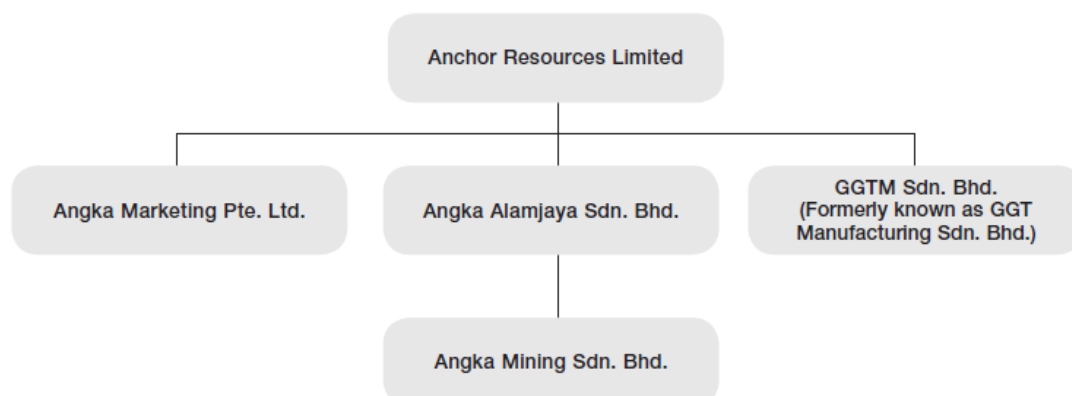 Anchor Resources Limited
Angka Marketing Pte. Ltd.
Angka Alamjaya Sdn. Bhd.
GGTM Sdn. Bhd.
(Formerly known as GGT
Manufacturing Sdn. Bhd.)
Angka Mining Sdn. Bhd.